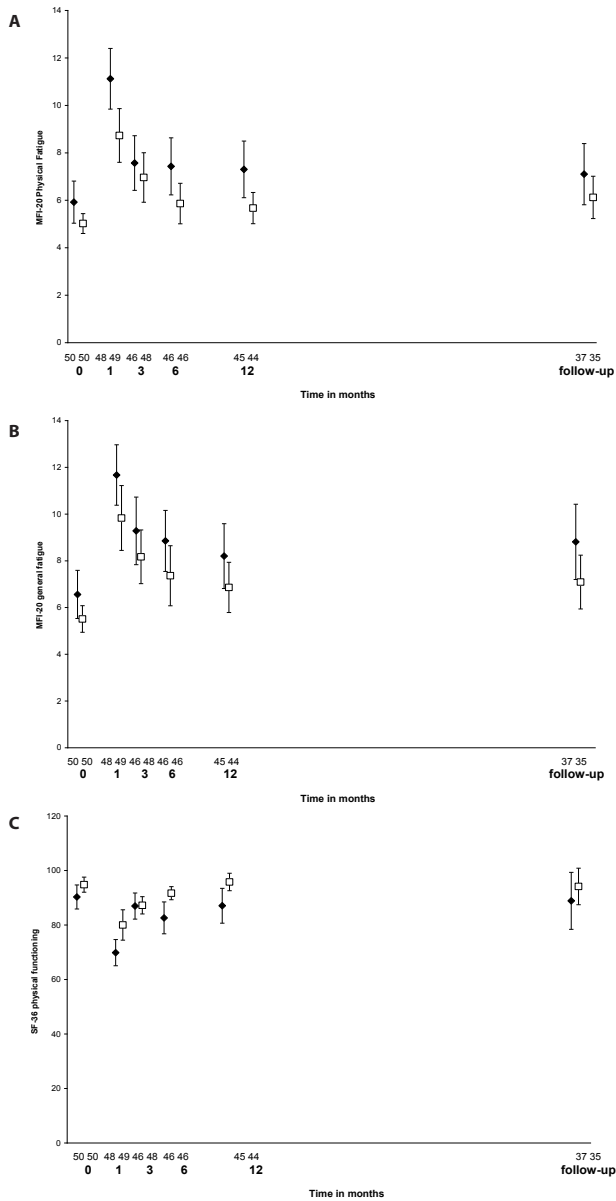 A
14
12
10
8
6
4
2
0
MFI-20 Physical Fatigue
50 50 48 49 46 48 46 46 45 44 37 35
0 1 3 6 12 follow-up
Time in months
B
14
12
10
8
6
4
2
0
MFI-20 general fatigue
50 50 48 49 46 48 46 46 45 44 37 35
0 1 3 6 12 follow-up
Time in months
C
120
100
80
60
40
20
0
SF-36 physical functioning
50 50 48 49 46 48 46 46 45 44 37 35
0 1 3 6 12 follow-up
Time in months